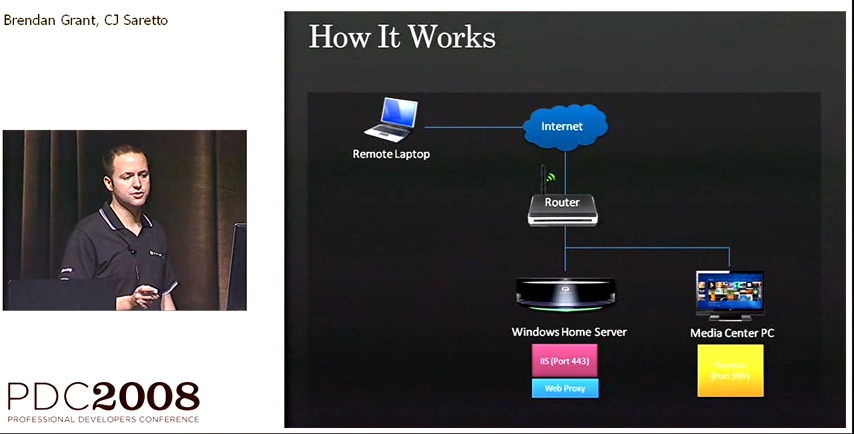 Brendan Grant, CJ Saretto
How It Works
Internet
Remote Laptop
Router
Windows Home Server
Media Center PC
IIS (Port 443)
Web Proxy
(Port 999)
PDC2008
PROFESSIONAL DEVELOPERS CONFERENCE